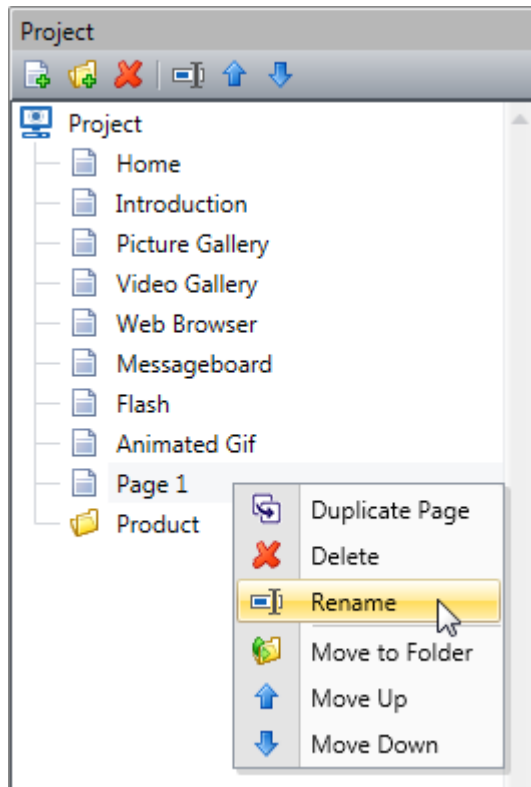 Project
Project
Home
Introduction
Picture Gallery
Video Gallery
Web Browser
Messageboard
Flash
Animated Gif
Page 1
Product
Duplicate Page
Delete
Rename
Move to Folder
Move Up
Move Down